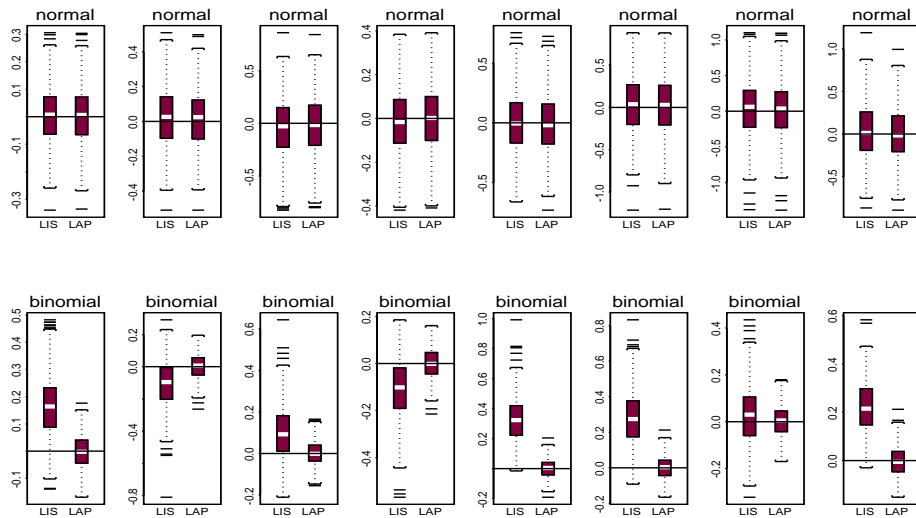 normal normal normal normal normal normal normal normal
0.3 0.1 -0.1 -0.3
0.4 0.2 0.0 -0.2 -0.4
0.5 0.0 -0.5
0.4 0.2 0.0 -0.2 -0.4
0.5 0.0 -0.5
0.5 0.0 -0.5 -1.0
1.0 0.5 0.0 -0.5 -1.0
1.0 0.5 0.0 -0.5
LIS LAP LIS LAP LIS LAP LIS LAP LIS LAP LIS LAP LIS LAP LIS LAP
binomial binomial binomial binomial binomial binomial binomial binomial
0.5 0.3 0.2 0.1 -0.1
0.2 0.0 -0.4 -0.8
0.6 0.4 0.2 0.0 -0.2
0.2 0.0 -0.2 -0.4
1.0 0.6 0.4 0.2 0.0 -0.2
0.8 0.6 0.4 0.2 0.0 -0.2
0.4 0.2 0.0 -0.2
0.6 0.4 0.2 0.0
LIS LAP LIS LAP LIS LAP LIS LAP LIS LAP LIS LAP LIS LAP LIS LAP